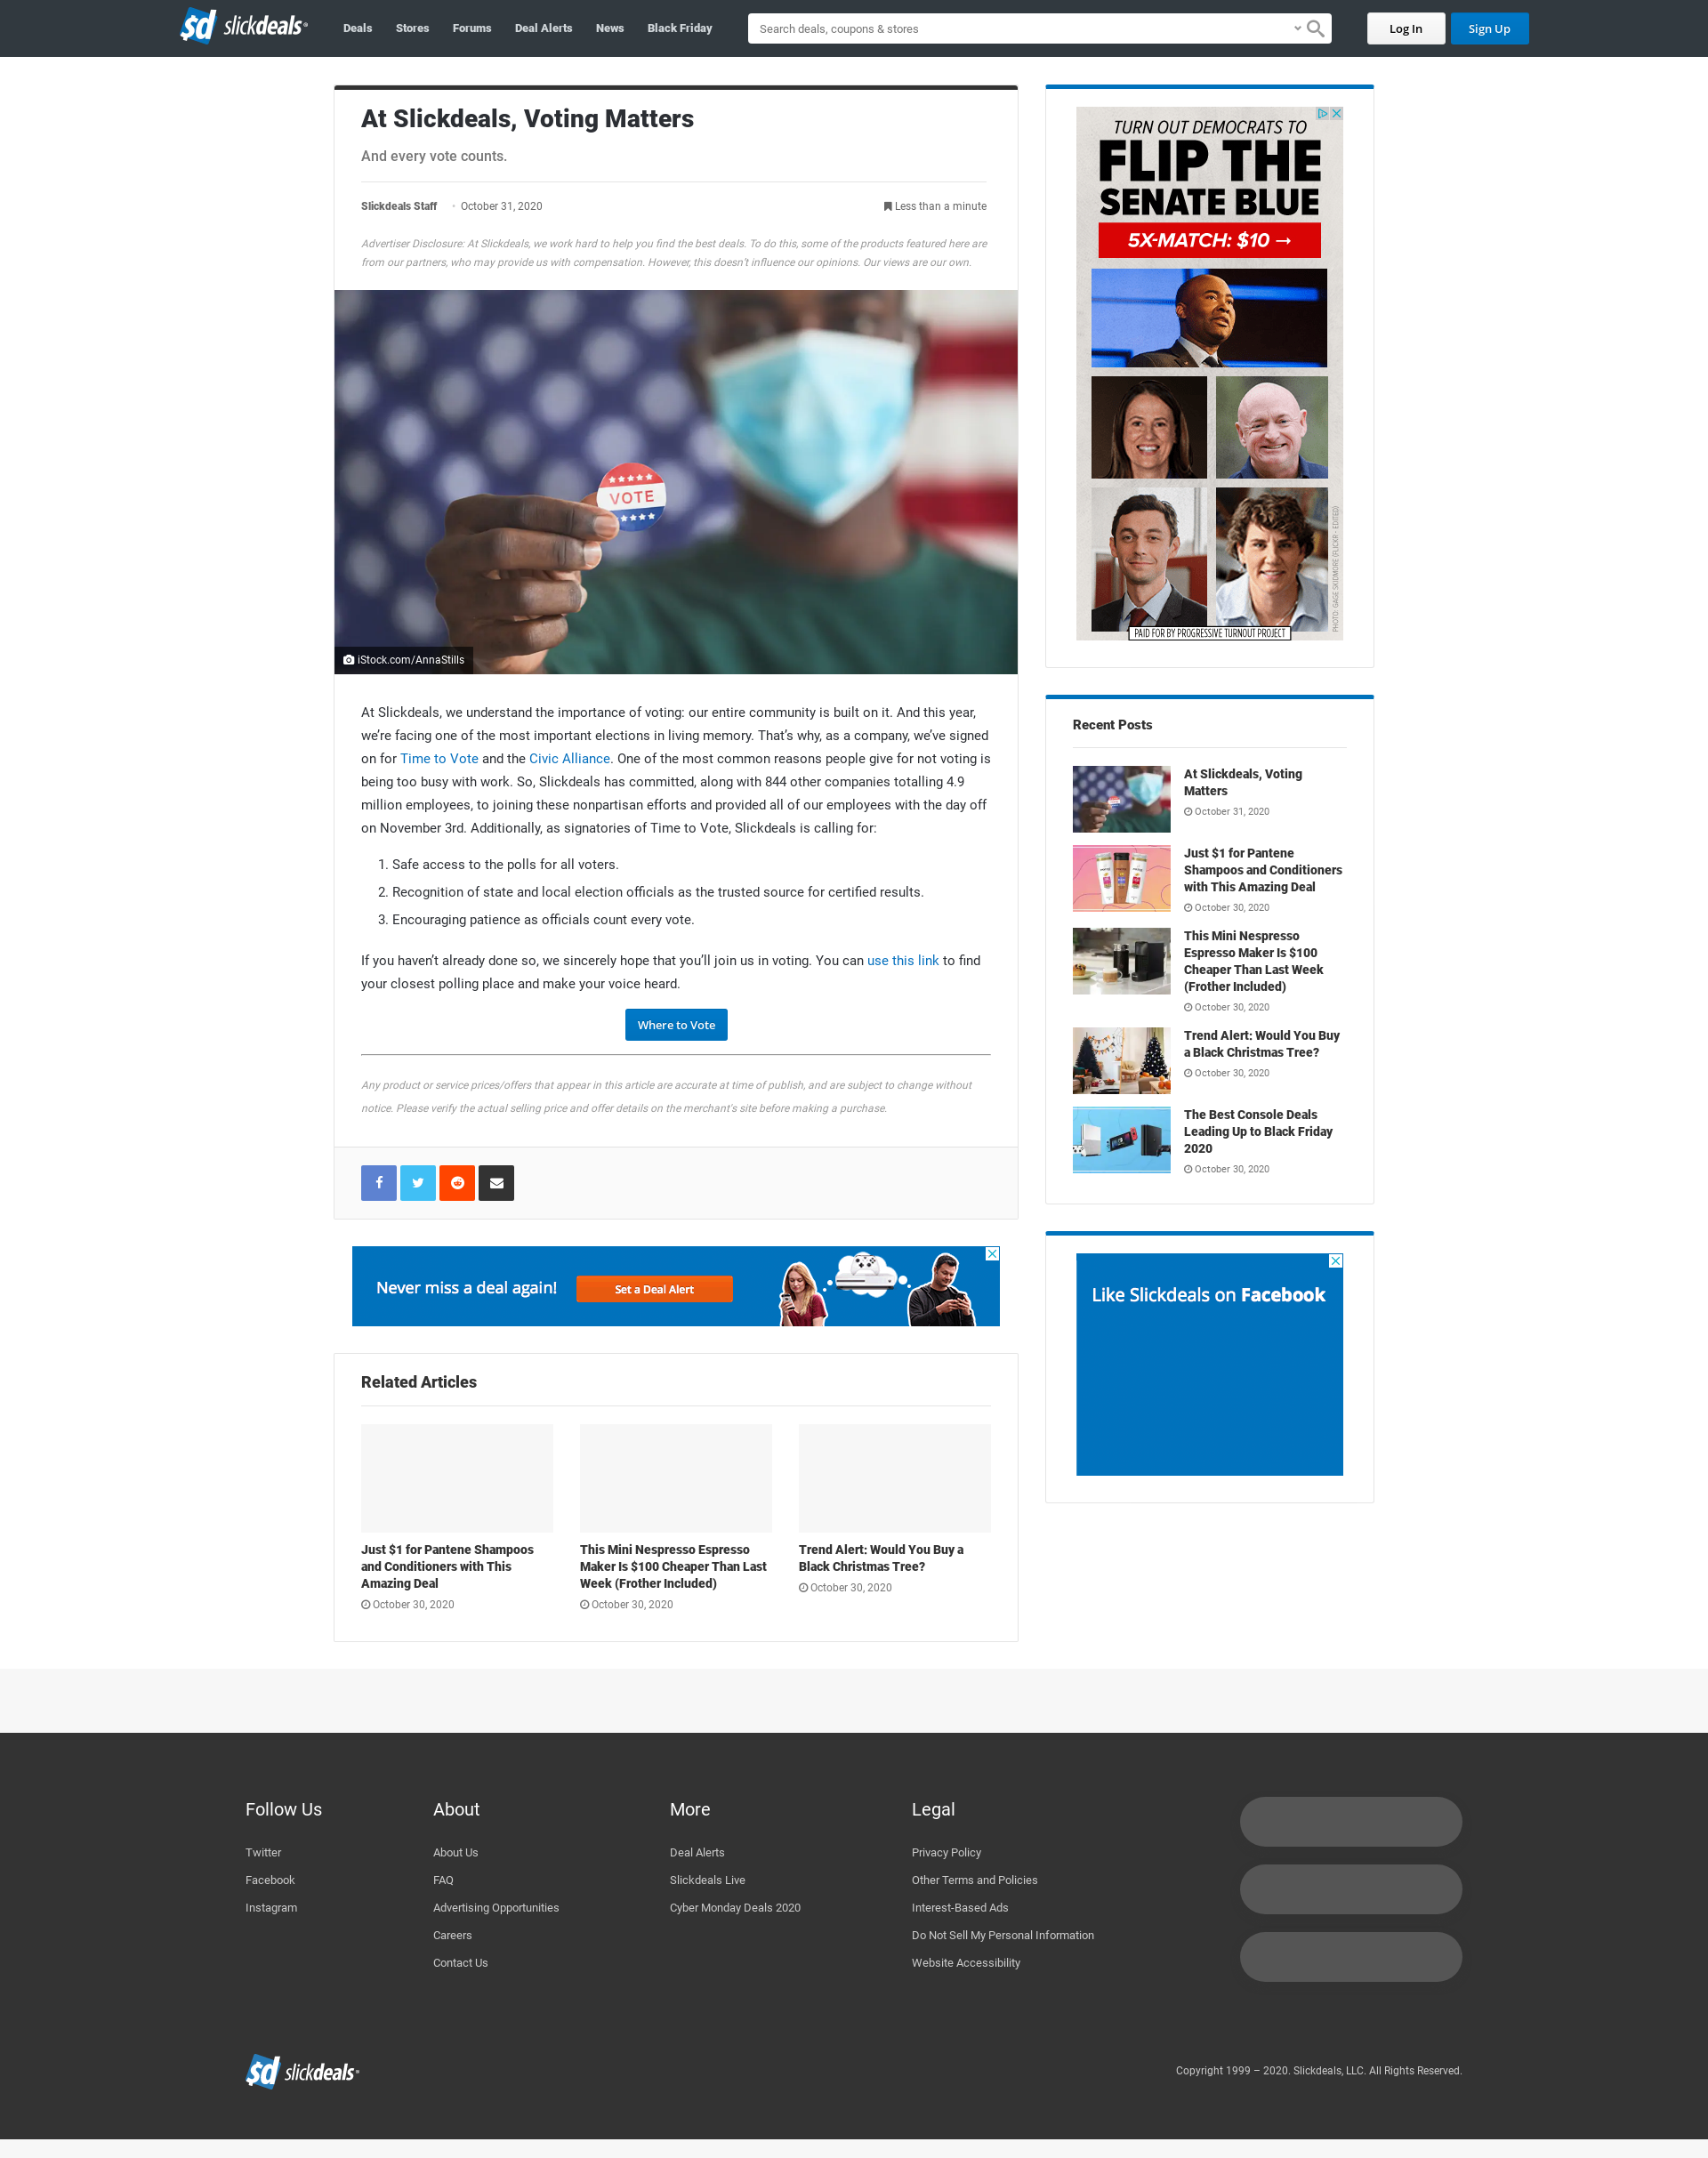 $d slickdeals
Deals
Stores
Forums
Deal Alerts
News
Black Friday
Search deals, coupons & stores
Log In
Sign Up
At Slickdeals, Voting Matters
And every vote counts.
Slickdeals Staff
October 31, 2020
Less than a minute
Advertiser Disclosure: At Slickdeals, we work hard to help you find the best deals. To do this, some of the products featured here are
from our partners, who may provide us with compensation. However, this doesn't influence our opinions. Our views are our own.
VOTE
iStock.com/AnnaStills
At Slickdeals, we understand the importance of voting: our entire community is built on it. And this year,
we're facing one of the most important elections in living memory. That's why, as a company, we've signed
on for Time to Vote and the Civic Alliance. One of the most common reasons people give for not voting is
being too busy with work. So, Slickdeals has committed, along with 844 other companies totalling 4.9
million employees, to joining these nonpartisan efforts and provided all of our employees with the day off
on November 3rd. Additionally, as signatories of Time to Vote, Slickdeals is calling for:
1. Safe access to the polls for all voters.
2. Recognition of state and local election officials as the trusted source for certified results.
3. Encouraging patience as officials count every vote.
If you haven't already done so, we sincerely hope that you'll join us in voting. You can use this link to find
your closest polling place and make your voice heard.
Where to Vote
Any product or service prices/offers that appear in this article are accurate at time of publish, and are subject to change without
notice. Please verify the actual selling price and offer details on the merchant's site before making a purchase.
Never miss a deal again!
Set a Deal Alert
Related Articles
Just $1 for Pantene Shampoos
and Conditioners with This
Amazing Deal
October 30, 2020
This Mini Nespresso Espresso
Maker Is $100 Cheaper Than Last
Week (Frother Included)
October 30, 2020
Trend Alert: Would You Buy a
Black Christmas Tree?
October 30, 2020
TURN OUT DEMOCRATS TO
FLIP THE
SENATE BLUE
5X-MATCH: $10 →
PHOTO: GAGE SKIDMORE (FLICKR - EDITED)
PAID FOR BY PROGRESSIVE TURNOUT PROJECT
Recent Posts
At Slickdeals, Voting
Matters
October 31, 2020
Just $1 for Pantene
Shampoos and Conditioners
with This Amazing Deal
October 30, 2020
This Mini Nespresso
Espresso Maker Is $100
Cheaper Than Last Week
(Frother Included)
October 30, 2020
Trend Alert: Would You Buy
a Black Christmas Tree?
October 30, 2020
The Best Console Deals
Leading Up to Black Friday
2020
October 30, 2020
Like Slickdeals on Facebook
Follow Us
Twitter
Facebook
Instagram
About
About Us
FAQ
Advertising Opportunities
Careers
Contact Us
More
Deal Alerts
Slickdeals Live
Cyber Monday Deals 2020
Legal
Privacy Policy
Other Terms and Policies
Interest-Based Ads
Do Not Sell My Personal Information
Website Accessibility
$d slickdeals
Copyright 1999 – 2020. Slickdeals, LLC. All Rights Reserved.